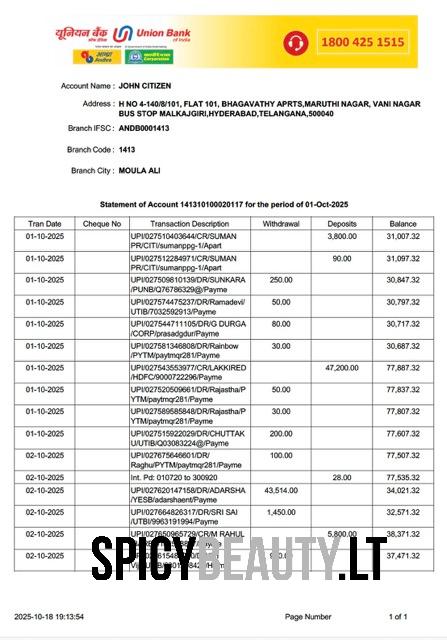 यूनियन बैंक Union Bank
of India
1800 425 1515
Account Name : JOHN CITIZEN
Address : H NO 4-140/8/101, FLAT 101, BHAGAVATHY APRTS,MARUTHI NAGAR, VANI NAGAR
BUS STOP MALKAJGIRI,HYDERABAD,TELANGANA,500040
Branch IFSC : ANDB0001413
Branch Code : 1413
Branch City : MOULA ALI
Statement of Account 141310100020117 for the period of 01-Oct-2025
Tran Date Cheque No Transaction Description Withdrawal Deposits Balance
01-10-2025 UPI/027510403644/CR/SUMAN 3,800.00 31,007.32
PR/CITI/sumanppg-1/Apart
01-10-2025 UPI/027512284971/CR/SUMAN 90.00 31,097.32
PR/CITI/sumanppg-1/Apart
01-10-2025 UPI/027509810139/DR/SUNKARA 250.00 30,847.32
/PUNB/Q76786329@/Payme
01-10-2025 UPI/027574475237/DR/Ramadevi/ 50.00 30,797.32
UTIB/7032592913/Payme
01-10-2025 UPI/027544711105/DR/G DURGA 80.00 30,717.32
/CORP/prasadgdur/Payme
01-10-2025 UPI/027581346808/DR/Rainbow 30.00 30,687.32
/PYTM/paytmqr281/Payme
01-10-2025 UPI/027543553977/CR/LAKKIRED 47,200.00 77,887.32
/HDFC/9000722296/Payme
01-10-2025 UPI/027520509661/DR/Rajastha/P 50.00 77,837.32
YTM/paytmqr281/Payme
01-10-2025 UPI/027589585848/DR/Rajastha/P 30.00 77,807.32
YTM/paytmqr281/Payme
01-10-2025 UPI/027515922029/DR/CHUTTAK 200.00 77,607.32
U/UTIB/Q03083224@/Payme
02-10-2025 UPI/027675646601/DR/ 100.00 77,507.32
Raghu/PYTM/paytmqr281/Payme
02-10-2025 Int. Pd: 010720 to 300920 28.00 77,535.32
02-10-2025 UPI/027620147158/DR/ADARSHA 43,514.00 34,021.32
/YESB/adarshaent/Payme
02-10-2025 UPI/027664826317/DR/SRI SAI 1,450.00 32,571.32
/UTBI/9963191994/Payme
02-10-2025 UPI/027650965729/CR/M RAHUL 5,800.00 38,371.32
02-10-2025 37,471.32
SPICYBEAUTY.LT
2025-10-18 19:13:54 Page Number 1 of 1